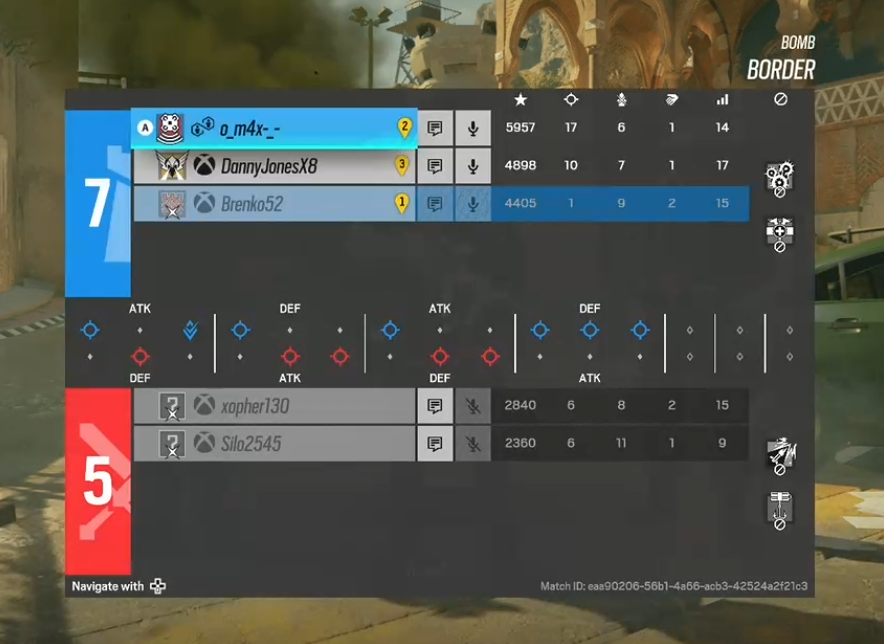 BOMB
BORDER
7
A o_m4x-_- 2 5957 17 6 1 14
DannyJonesX8 3 4898 10 7 1 17
Brenko52 1 4405 1 9 2 15
ATK DEF ATK DEF
DEF ATK DEF ATK
5
? xopher130 2840 6 8 2 15
? Silo2545 2360 6 11 1 9
Navigate with
Match ID: eaa90206-56b1-4a66-acb3-42524a2f21c3